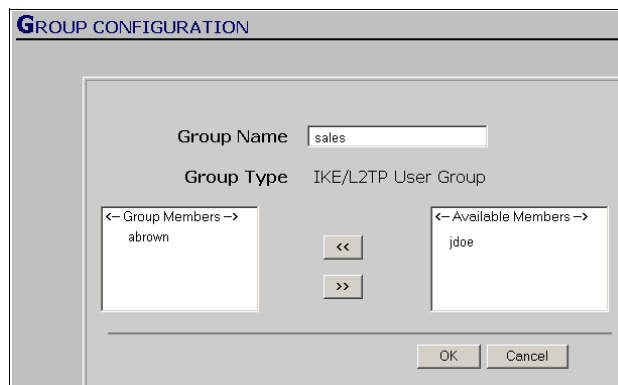 GROUP CONFIGURATION
Group Name sales
Group Type IKE/L2TP User Group
<-- Group Members -->
abrown
<-- Available Members -->
jdoe
<<
>>
OK Cancel